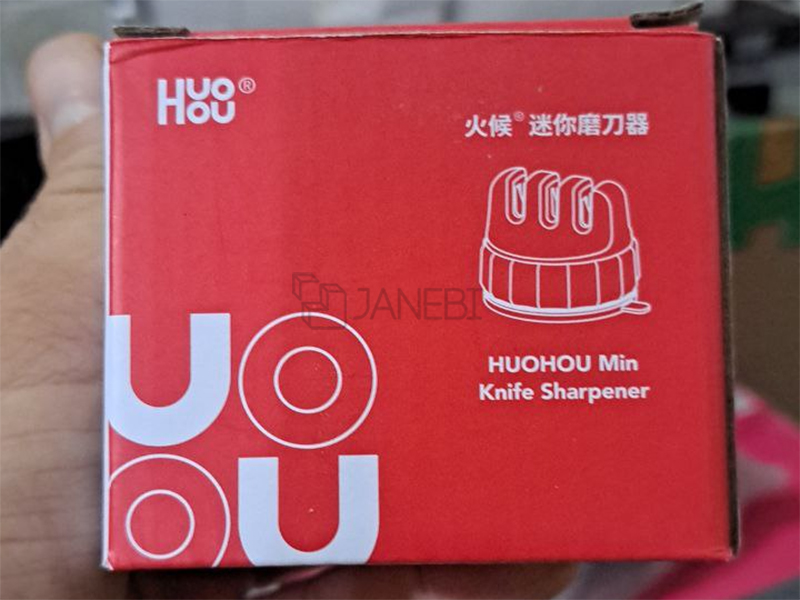 HUO
HOU®
火候® 迷你磨刀器
JANEBI
HUOHOU Min
Knife Sharpener
UO
OU